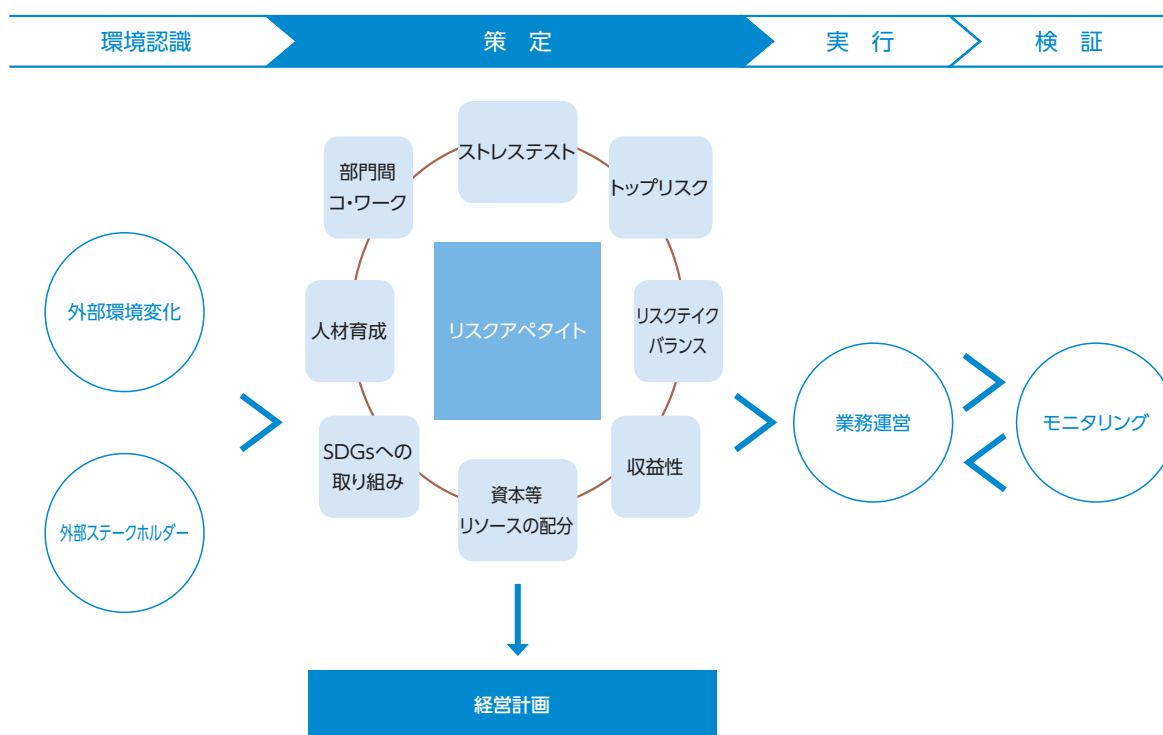 環境認識
策 定
実 行
検 証
外部環境変化
外部ステークホルダー
ストレステスト
トップリスク
リスクテイク
バランス
収益性
資本等
リソースの配分
SDGsへの
取り組み
人材育成
部門間
コ・ワーク
リスクアペタイト
経営計画
業務運営
モニタリング